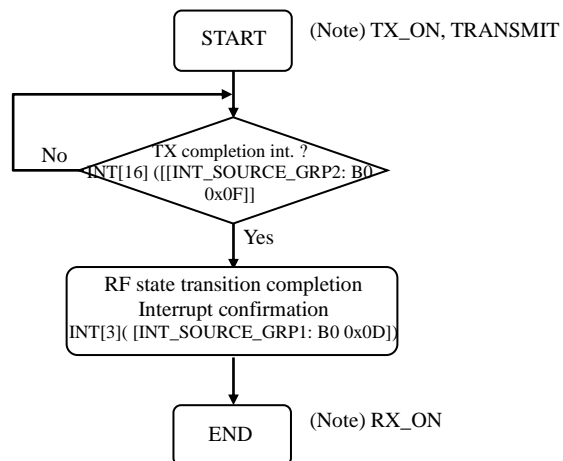 START
(Note) TX_ON, TRANSMIT
TX completion int. ?
No
INT[16] ([[INT_SOURCE_GRP2: B0
0x0F]]
Yes
RF state transition completion
Interrupt confirmation
INT[3]( [INT_SOURCE_GRP1: B0 0x0D])
END
(Note) RX_ON